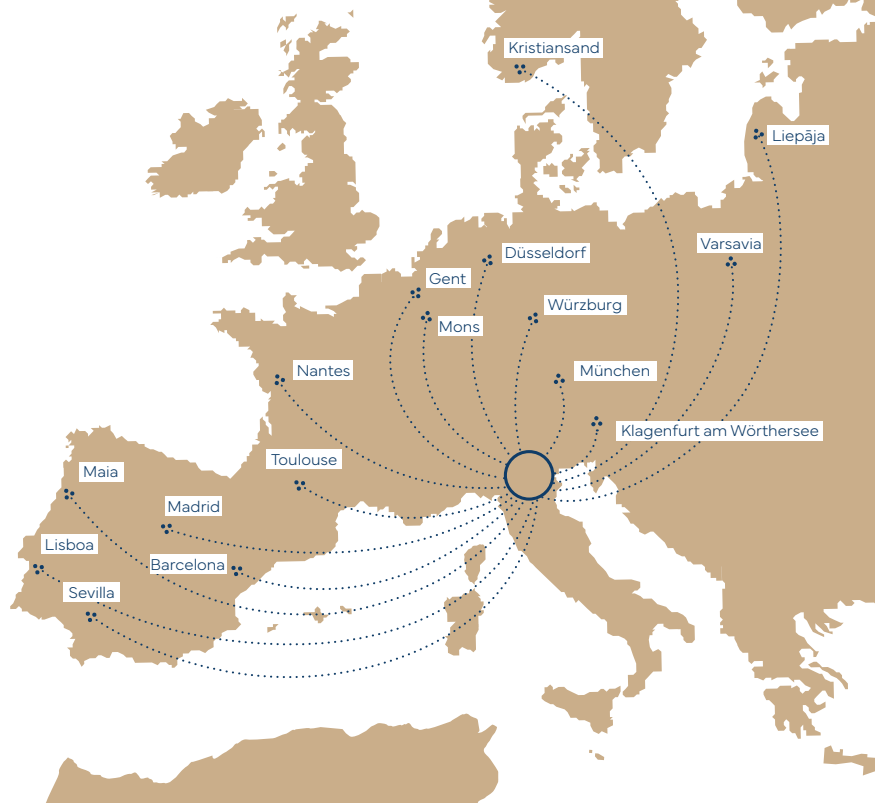 Kristiansand
Liepāja
Varsavia
Düsseldorf
Gent
Würzburg
Mons
Nantes
München
Klagenfurt am Wörthersee
Toulouse
Maia
Madrid
Lisboa
Barcelona
Sevilla